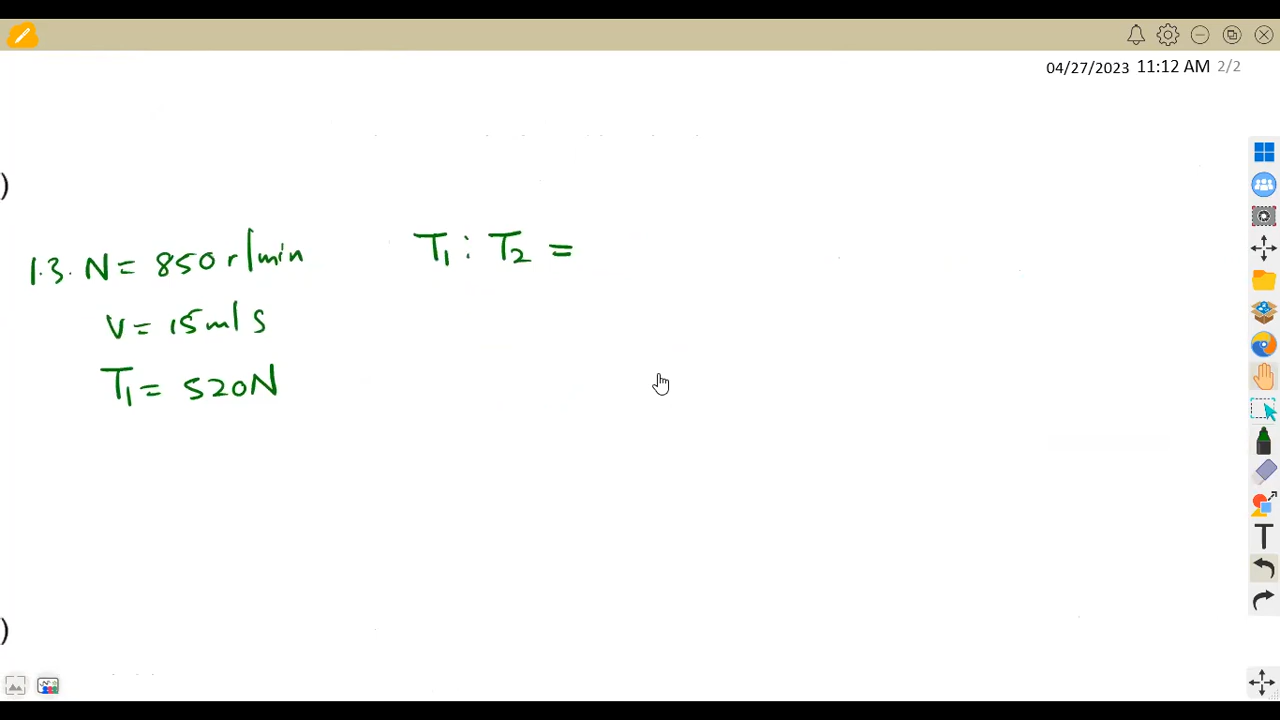 04/27/2023 11:12 AM 2/2
)
1.3. N = 850 r/min T1 : T2 =
V = 15 m/s
T1 = 520N
)
T